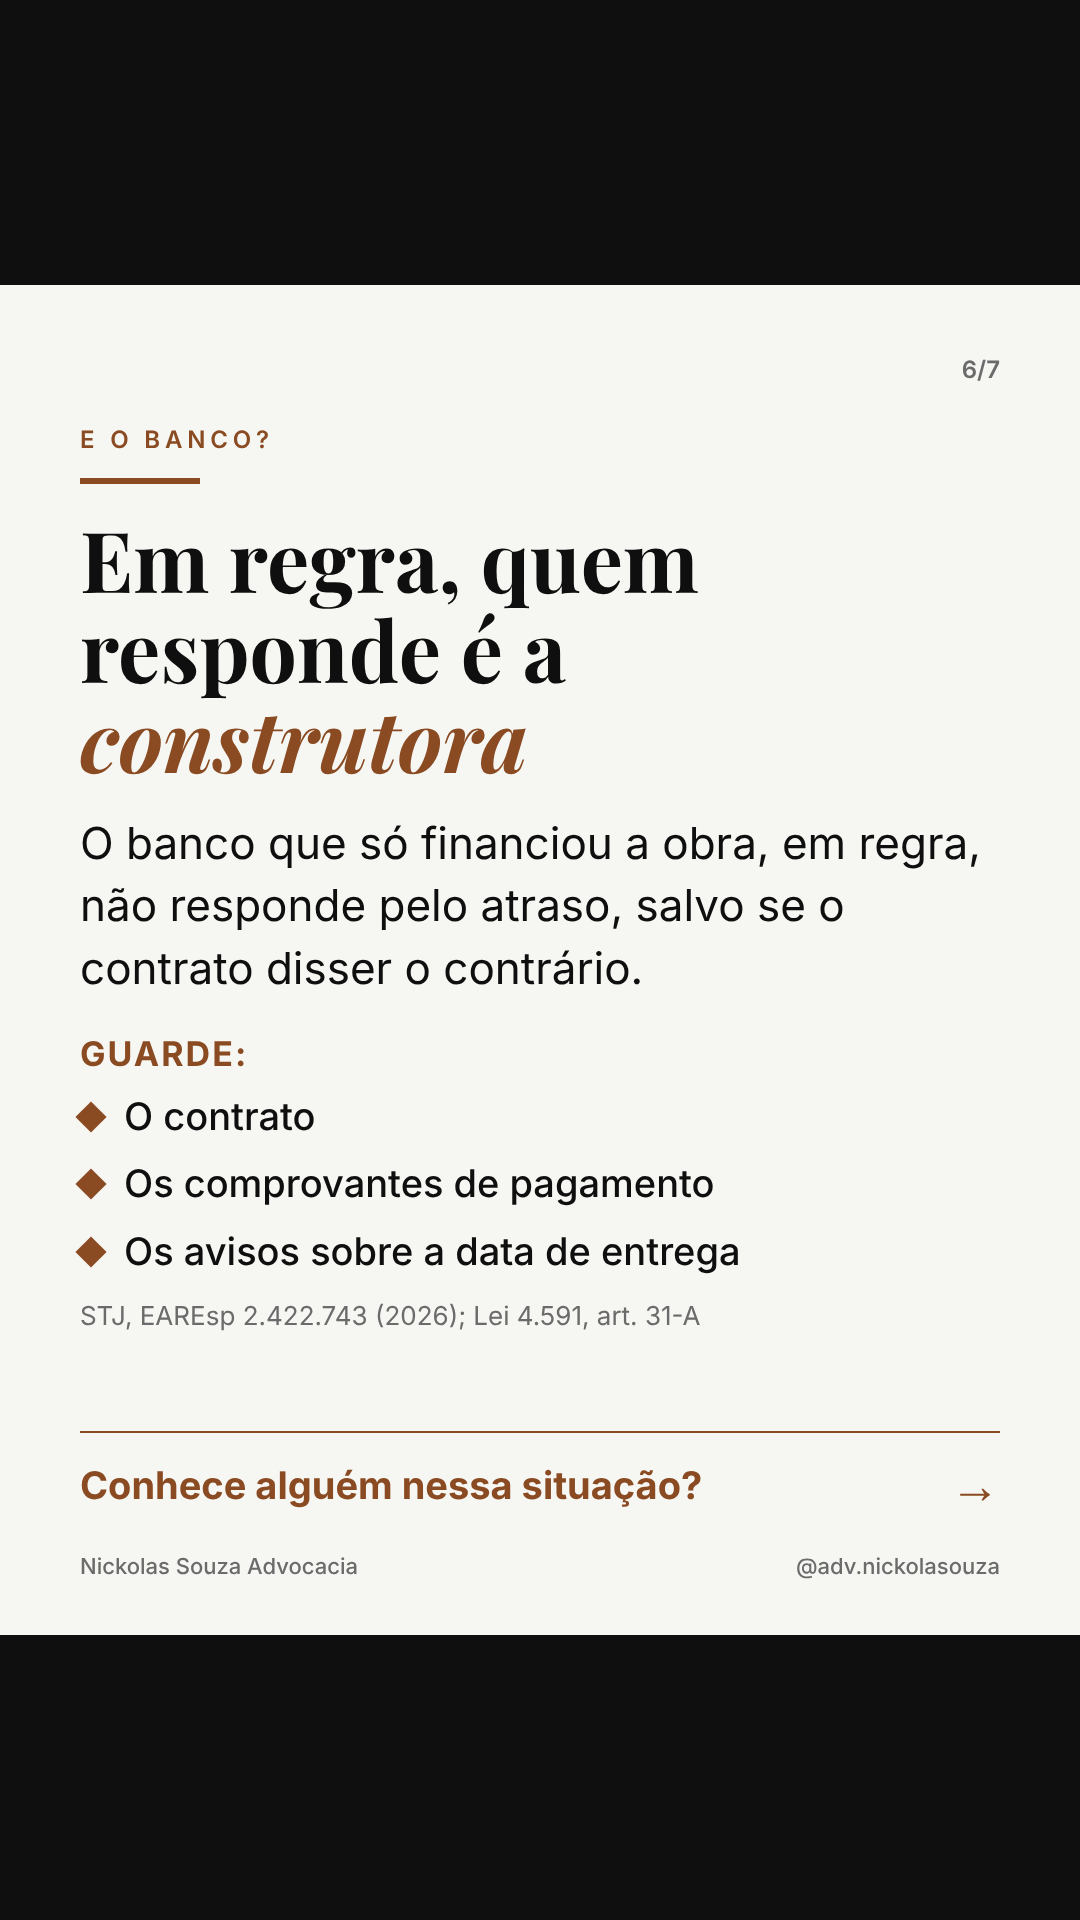 6/7
E O BANCO?
Em regra, quem
responde é a
construtora
O banco que só financiou a obra, em regra,
não responde pelo atraso, salvo se o
contrato disser o contrário.
GUARDE:
◆ O contrato
◆ Os comprovantes de pagamento
◆ Os avisos sobre a data de entrega
STJ, EAREsp 2.422.743 (2026); Lei 4.591, art. 31-A
Conhece alguém nessa situação? →
Nickolas Souza Advocacia @adv.nickolasouza